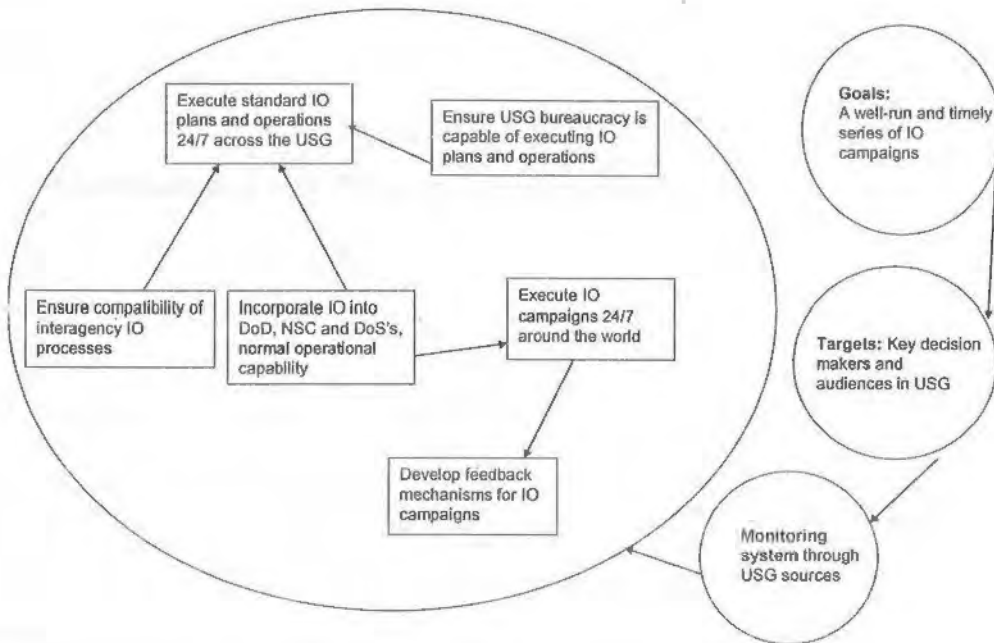 Execute standard IO
plans and operations
24/7 across the USG
Ensure USG bureaucracy is
capable of executing IO
plans and operations
Ensure compatibility of
interagency IO
processes
Incorporate IO into
DoD, NSC and DoS's,
normal operational
capability
Execute IO
campaigns 24/7
around the world
Develop feedback
mechanisms for IO
campaigns
Goals:
A well-run and timely
series of IO
campaigns
Targets: Key decision
makers and
audiences in USG
Monitoring
system through
USG sources